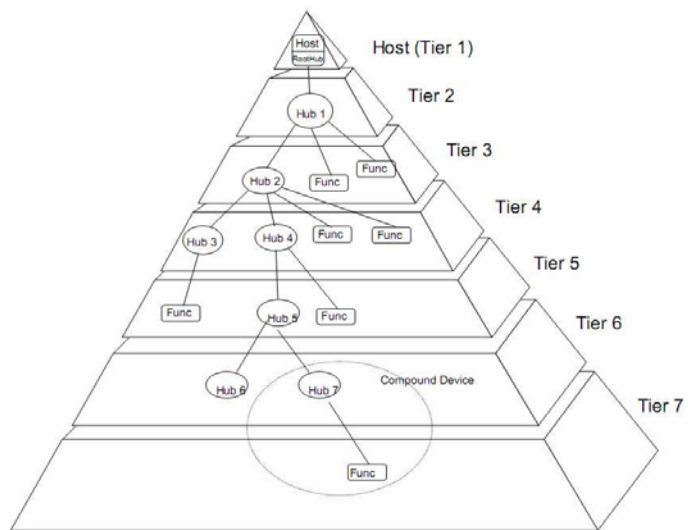 Host
RootHub
Host (Tier 1)
Tier 2
Hub 1
Tier 3
Func
Func
Hub 2
Tier 4
Hub 3
Hub 4
Func
Func
Tier 5
Func
Hub 5
Func
Tier 6
Hub 6
Hub 7
Compound Device
Tier 7
Func